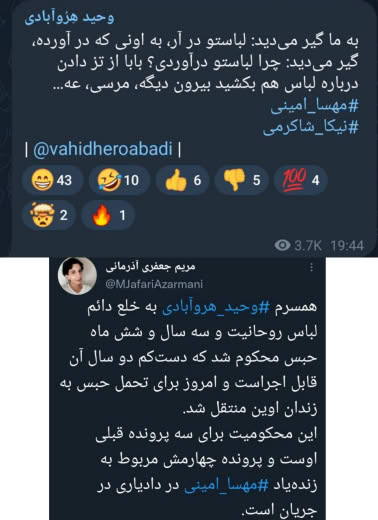 وحید هِرُوآبادی
به ما گیر می‌دید: لباستو در آر، به اونی که در آورده،
گیر می‌دید: چرا لباستو درآوردی؟ بابا از تز دادن
درباره لباس هم بکشید بیرون دیگه، مرسی، عه...
#مهسا_امینی
#نیکا_شاکرمی
| @vahidheroabadi |
43 10 6 5 4
2 1
3.7K 19:44
مریم جعفری آذرمانی
@MJafariAzarmani
همسرم #وحید_هروآبادی به خلع دائم
لباس روحانیت و سه سال و شش ماه
حبس محکوم شد که دست‌کم دو سال آن
قابل اجراست و امروز برای تحمل حبس به
زندان اوین منتقل شد.
این محکومیت برای سه پرونده قبلی
اوست و پرونده چهارمش مربوط به
زنده‌یاد #مهسا_امینی در دادیاری در
جریان است.